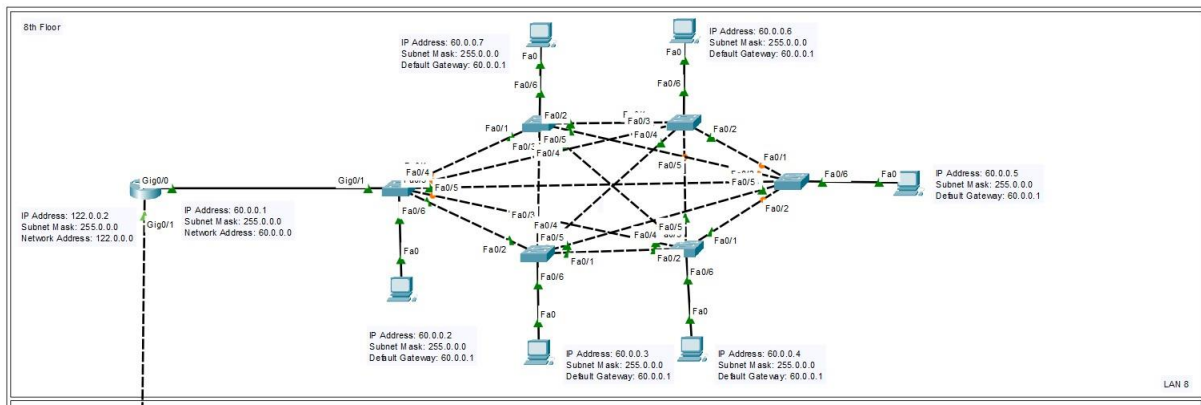 8th Floor
IP Address: 60.0.0.7
Subnet Mask: 255.0.0.0
Default Gateway: 60.0.0.1
Fa0
Fa0/6
IP Address: 60.0.0.6
Subnet Mask: 255.0.0.0
Default Gateway: 60.0.0.1
Fa0
Fa0/6
Fa0/1
Fa0/2
Fa0/3
Fa0/5
Fa0/4
Fa0/3
Fa0/4
Fa0/2
Fa0/5
Fa0/1
Fa0/5
Fa0/2
Fa0/6
Fa0
IP Address: 60.0.0.5
Subnet Mask: 255.0.0.0
Default Gateway: 60.0.0.1
Gig0/0
Gig0/1
Gig0/1
IP Address: 122.0.0.2
Subnet Mask: 255.0.0.0
Network Address: 122.0.0.0
IP Address: 60.0.0.1
Subnet Mask: 255.0.0.0
Network Address: 60.0.0.0
Fa0/4
Fa0/5
Fa0/6
Fa0
Fa0/3
Fa0/4
Fa0/5
Fa0/2
Fa0/1
Fa0/6
Fa0
Fa0/5
Fa0/4
Fa0/2
Fa0/1
Fa0/6
Fa0
IP Address: 60.0.0.2
Subnet Mask: 255.0.0.0
Default Gateway: 60.0.0.1
IP Address: 60.0.0.3
Subnet Mask: 255.0.0.0
Default Gateway: 60.0.0.1
IP Address: 60.0.0.4
Subnet Mask: 255.0.0.0
Default Gateway: 60.0.0.1
LAN 8